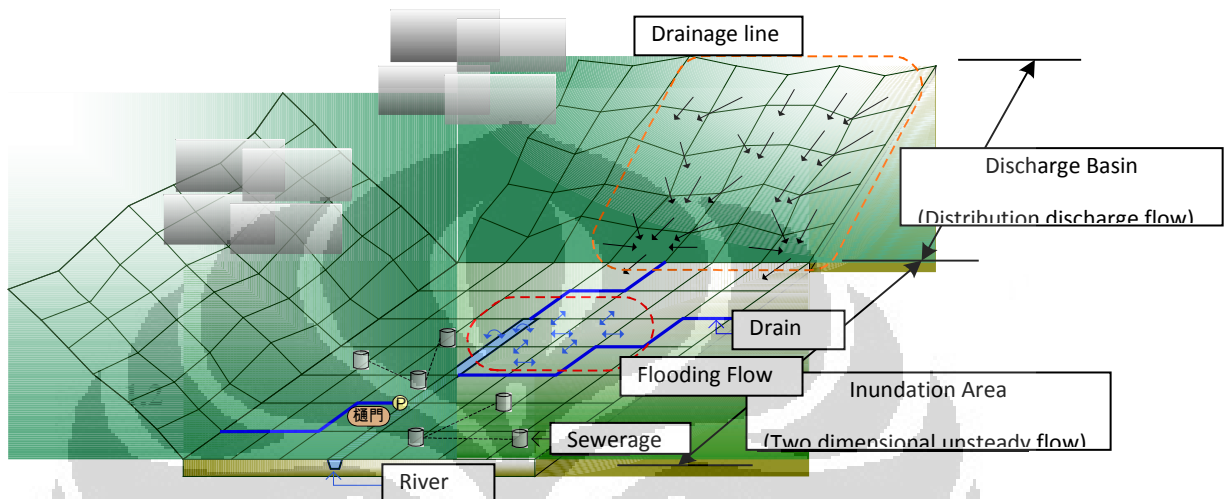 Drainage line
Discharge Basin
(Distribution discharge flow)
Drain
Flooding Flow
Inundation Area
(Two dimensional unsteady flow)
P
樋門
Sewerage
River